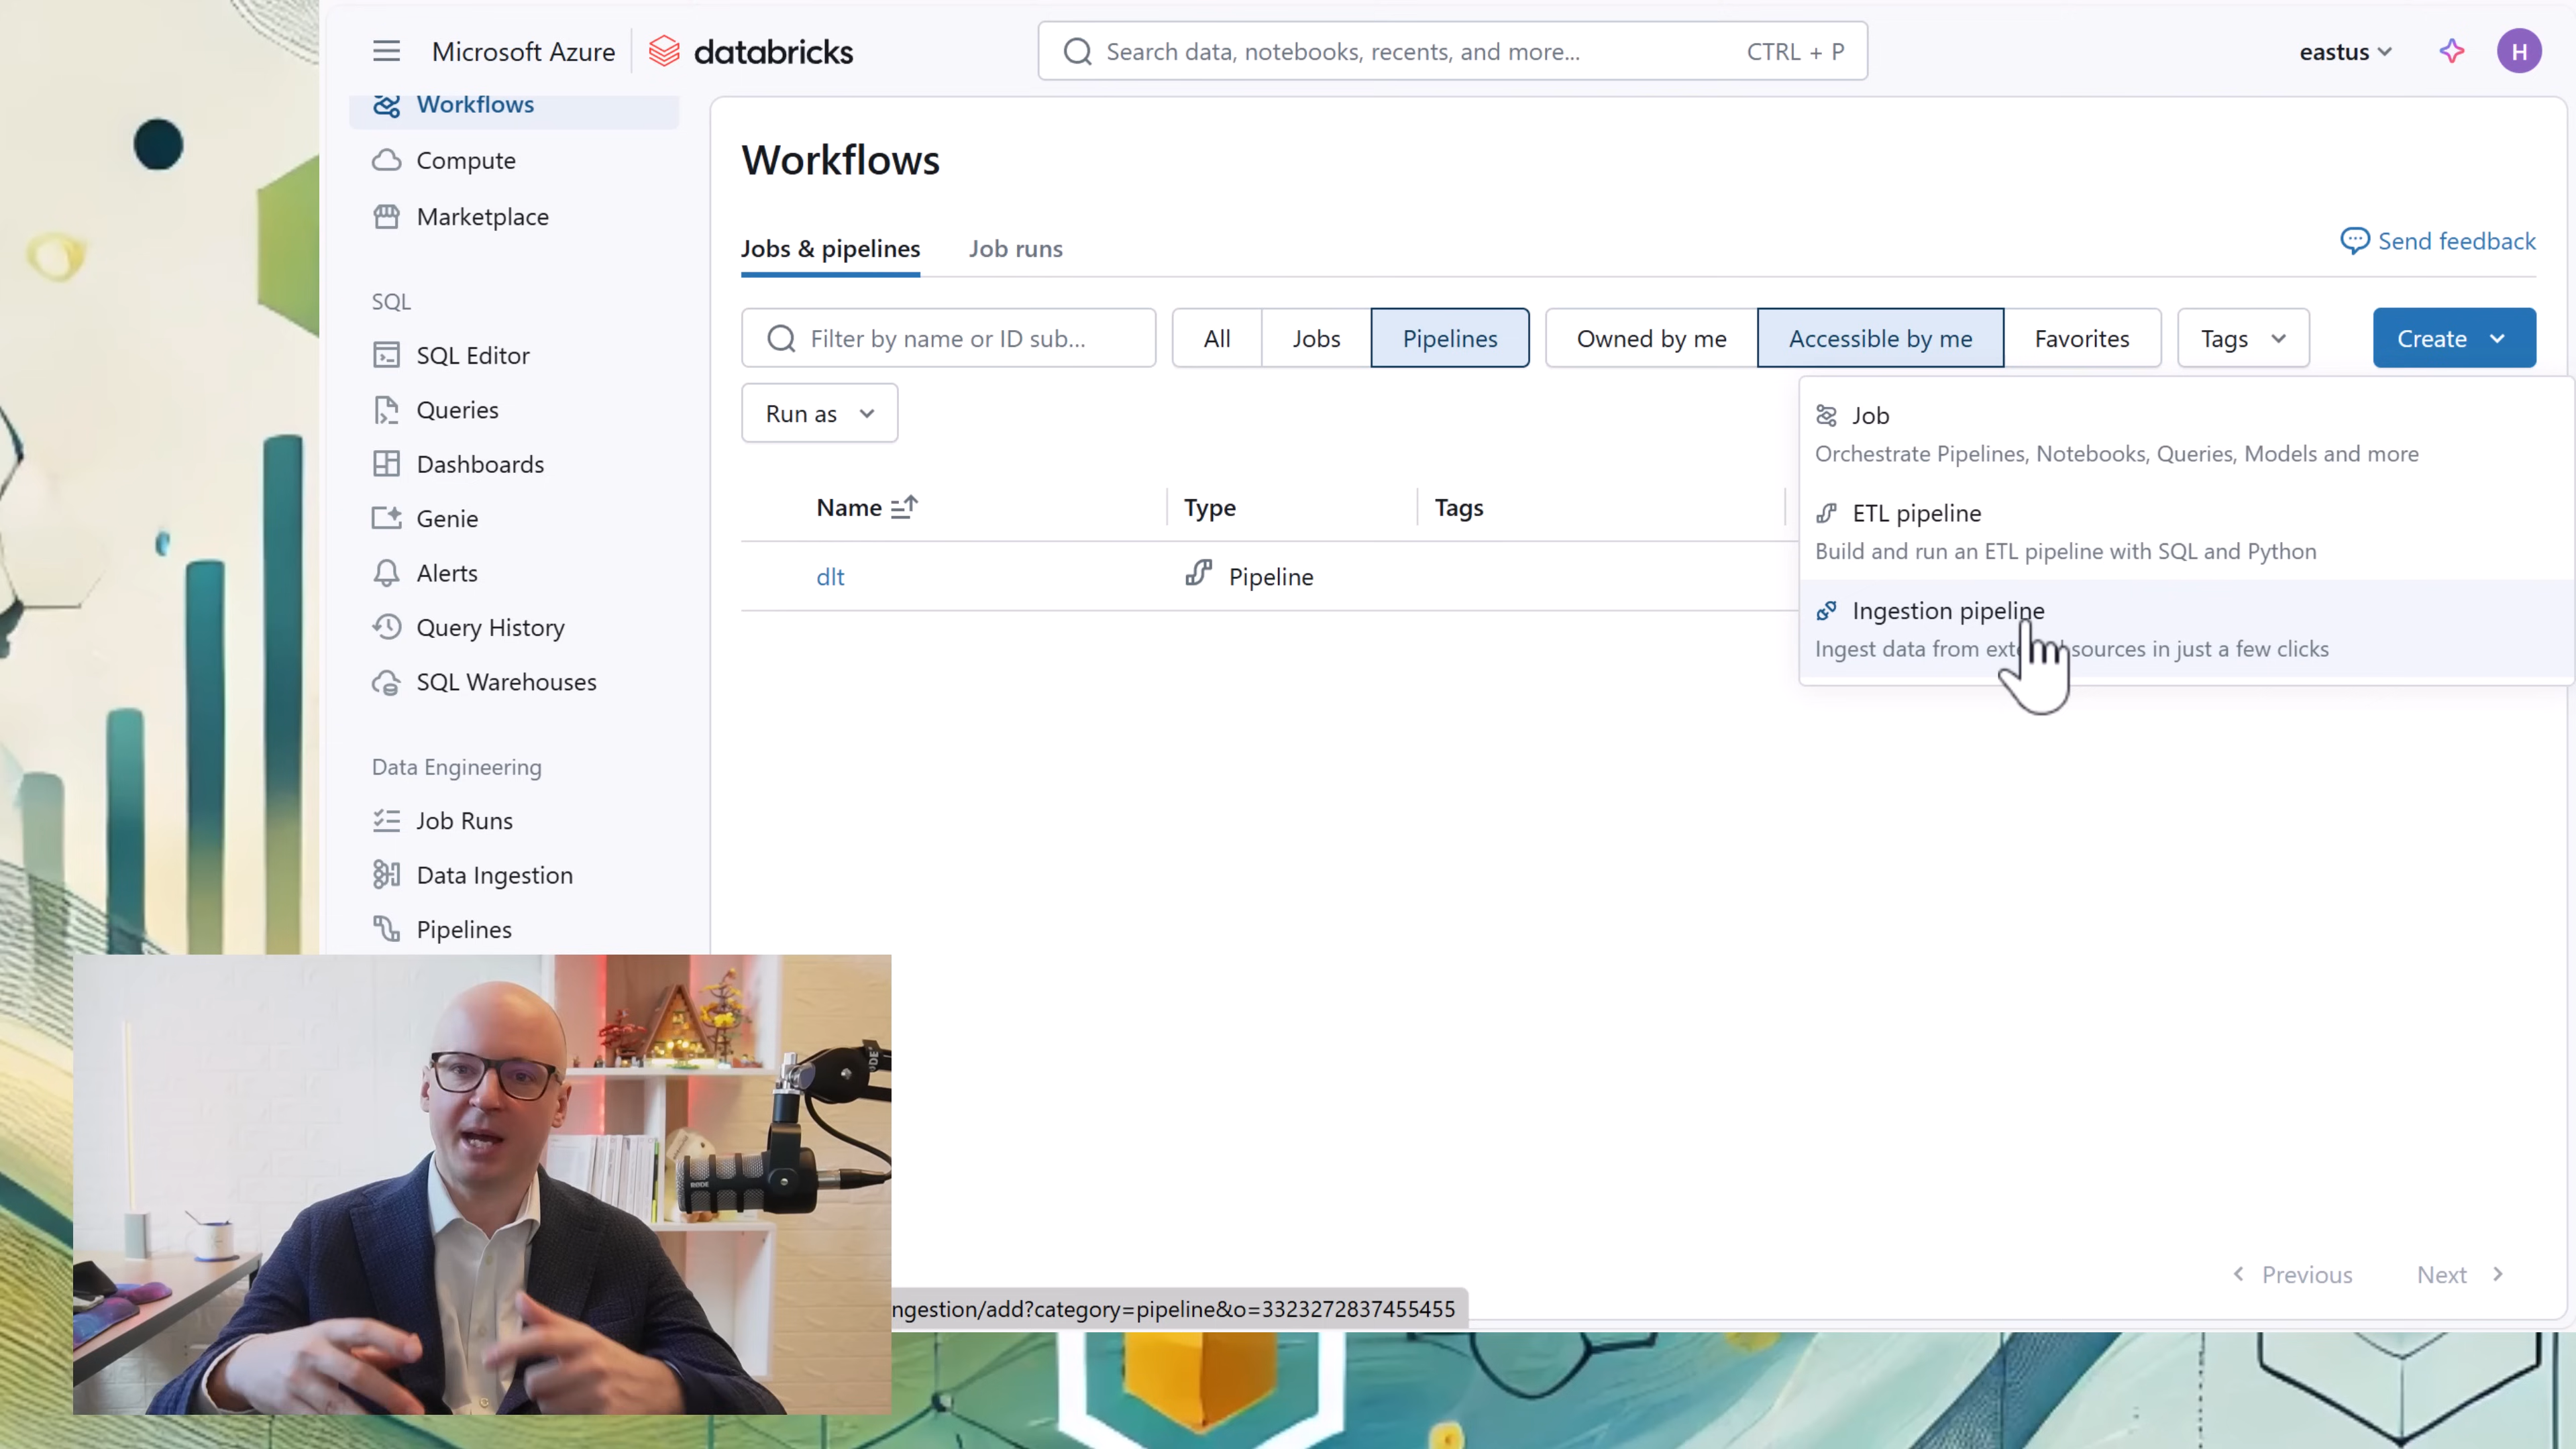 Microsoft Azure databricks Search data, notebooks, recents, and more... CTRL + P eastus H
Workflows
Compute
Marketplace
SQL
SQL Editor
Queries
Dashboards
Genie
Alerts
Query History
SQL Warehouses
Data Engineering
Job Runs
Data Ingestion
Pipelines
Workflows
Jobs & pipelines Job runs Send feedback
Filter by name or ID sub... All Jobs Pipelines Owned by me Accessible by me Favorites Tags Create
Run as
Job
Orchestrate Pipelines, Notebooks, Queries, Models and more
ETL pipeline
Build and run an ETL pipeline with SQL and Python
Ingestion pipeline
Ingest data from sources in just a few clicks
Name Type Tags
dlt Pipeline
Previous Next
ngestion/add?category=pipeline&o=3323272837455455
RØDE